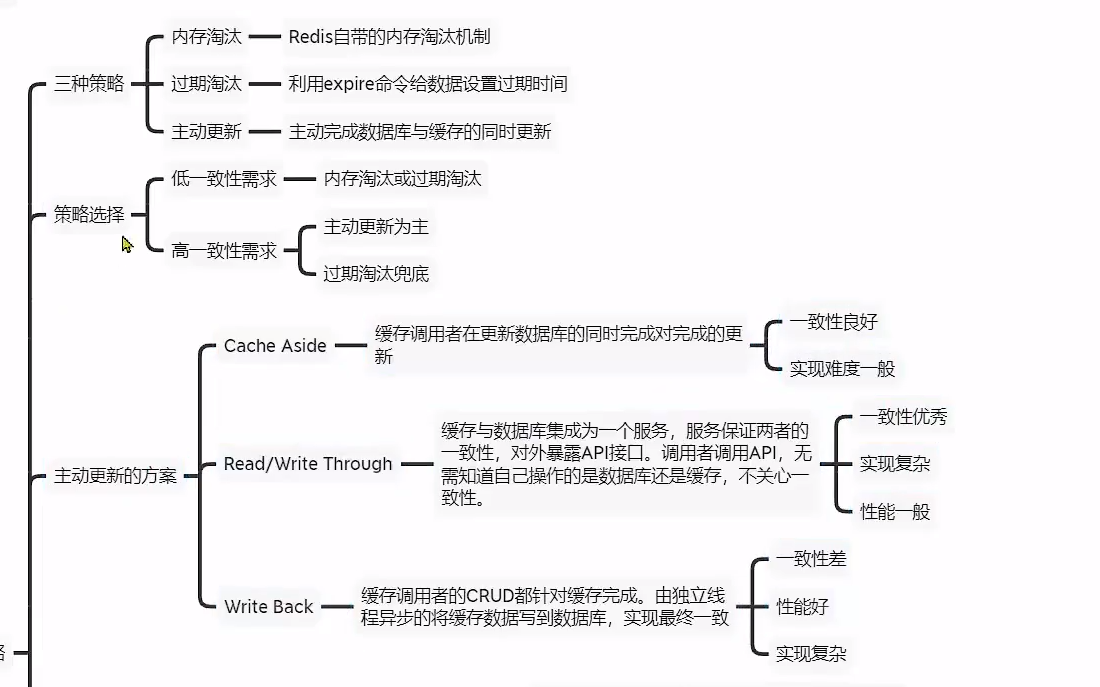 三种策略
内存淘汰
Redis自带的内存淘汰机制
过期淘汰
利用expire命令给数据设置过期时间
主动更新
主动完成数据库与缓存的同时更新
策略选择
低一致性需求
内存淘汰或过期淘汰
高一致性需求
主动更新为主
过期淘汰兜底
主动更新的方案
Cache Aside
缓存调用者在更新数据库的同时完成对完成的更
新
一致性良好
实现难度一般
Read/Write Through
缓存与数据库集成为一个服务，服务保证两者的
一致性，对外暴露API接口。调用者调用API，无
需知道自己操作的是数据库还是缓存，不关心一
致性。
一致性优秀
实现复杂
性能一般
Write Back
缓存调用者的CRUD都针对缓存完成。由独立线
程异步的将缓存数据写到数据库，实现最终一致
一致性差
性能好
实现复杂